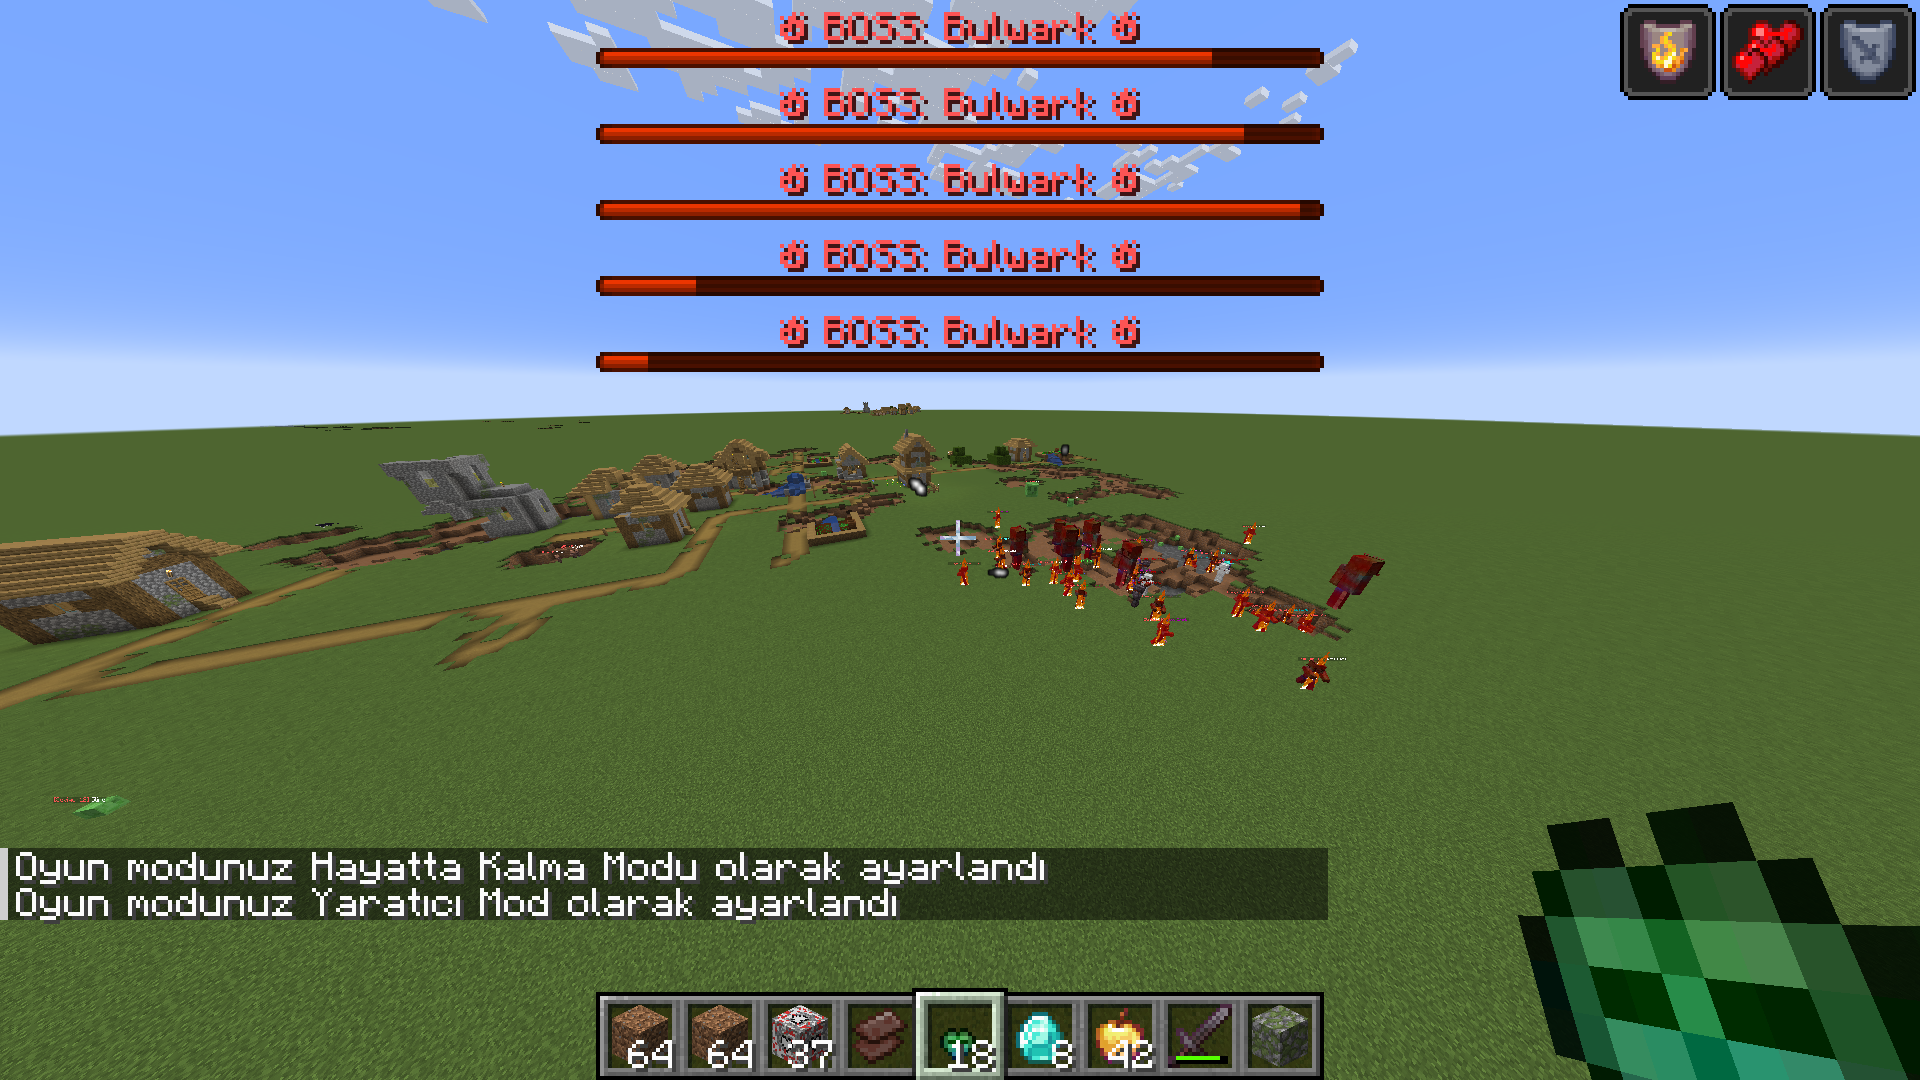 BOSS: Bulwark
BOSS: Bulwark
BOSS: Bulwark
BOSS: Bulwark
BOSS: Bulwark
Oyun modunuz Hayatta Kalma Modu olarak ayarlandı
Oyun modunuz Yaratıcı Mod olarak ayarlandı
64 64 37 18 8 42